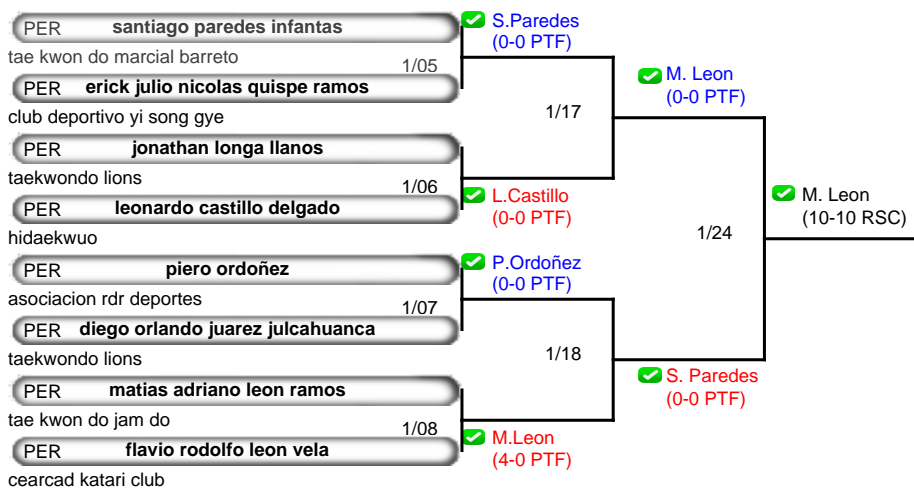 PER santiago paredes infantas
tae kwon do marcial barreto
1/05
PER erick julio nicolas quispe ramos
club deportivo yi song gye
S.Paredes
(0-0 PTF)
PER jonathan longa llanos
taekwondo lions
1/06
PER leonardo castillo delgado
hidaekwuo
L.Castillo
(0-0 PTF)
1/17
M. Leon
(0-0 PTF)
PER piero ordoñez
asociacion rdr deportes
1/07
PER diego orlando juarez julcahuanca
taekwondo lions
P.Ordoñez
(0-0 PTF)
PER matias adriano leon ramos
tae kwon do jam do
1/08
PER flavio rodolfo leon vela
cearcad katari club
M.Leon
(4-0 PTF)
1/18
S. Paredes
(0-0 PTF)
1/24
M. Leon
(10-10 RSC)